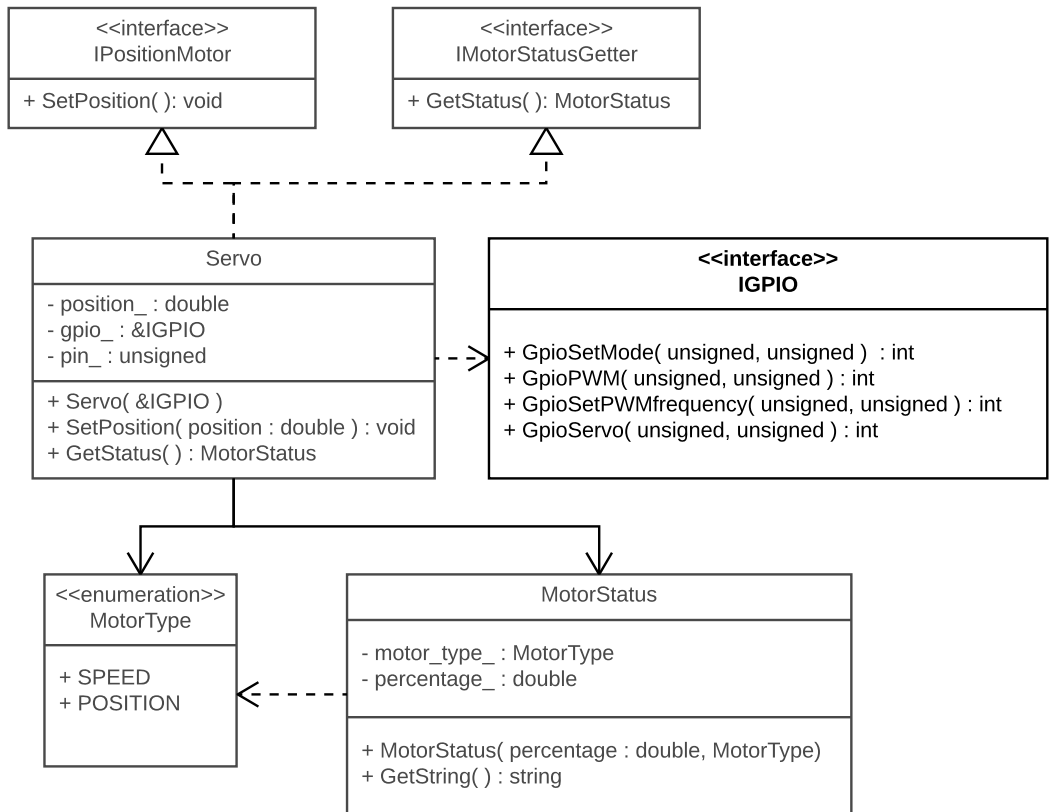 <<interface>>
IPositionMotor
+ SetPosition( ): void
<<interface>>
IMotorStatusGetter
+ GetStatus( ): MotorStatus
Servo
- position_ : double
- gpio_ : &IGPIO
- pin_ : unsigned
+ Servo( &IGPIO )
+ SetPosition( position : double ) : void
+ GetStatus( ) : MotorStatus
<<interface>>
IGPIO
+ GpioSetMode( unsigned, unsigned )  : int
+ GpioPWM( unsigned, unsigned ) : int
+ GpioSetPWMfrequency( unsigned, unsigned ) : int
+ GpioServo( unsigned, unsigned ) : int
<<enumeration>>
MotorType
+ SPEED
+ POSITION
MotorStatus
- motor_type_ : MotorType
- percentage_ : double
+ MotorStatus( percentage : double, MotorType)
+ GetString( ) : string